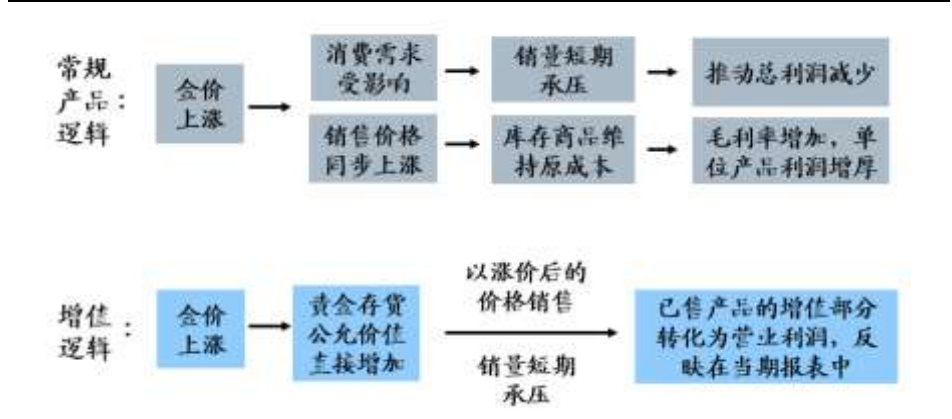 常规
产品：
逻辑
金价
上涨
消费需求
受影响
销量短期
承压
推动总利润减少
销售价格
同步上涨
库存商品维
持原成本
毛利率增加，单
位产品利润增厚
增值：
逻辑
金价
上涨
黄金存货
公允价值
直接增加
以涨价后的
价格销售
销量短期
承压
已售产品的增值部分
转化为营业利润，反
映在当期报表中